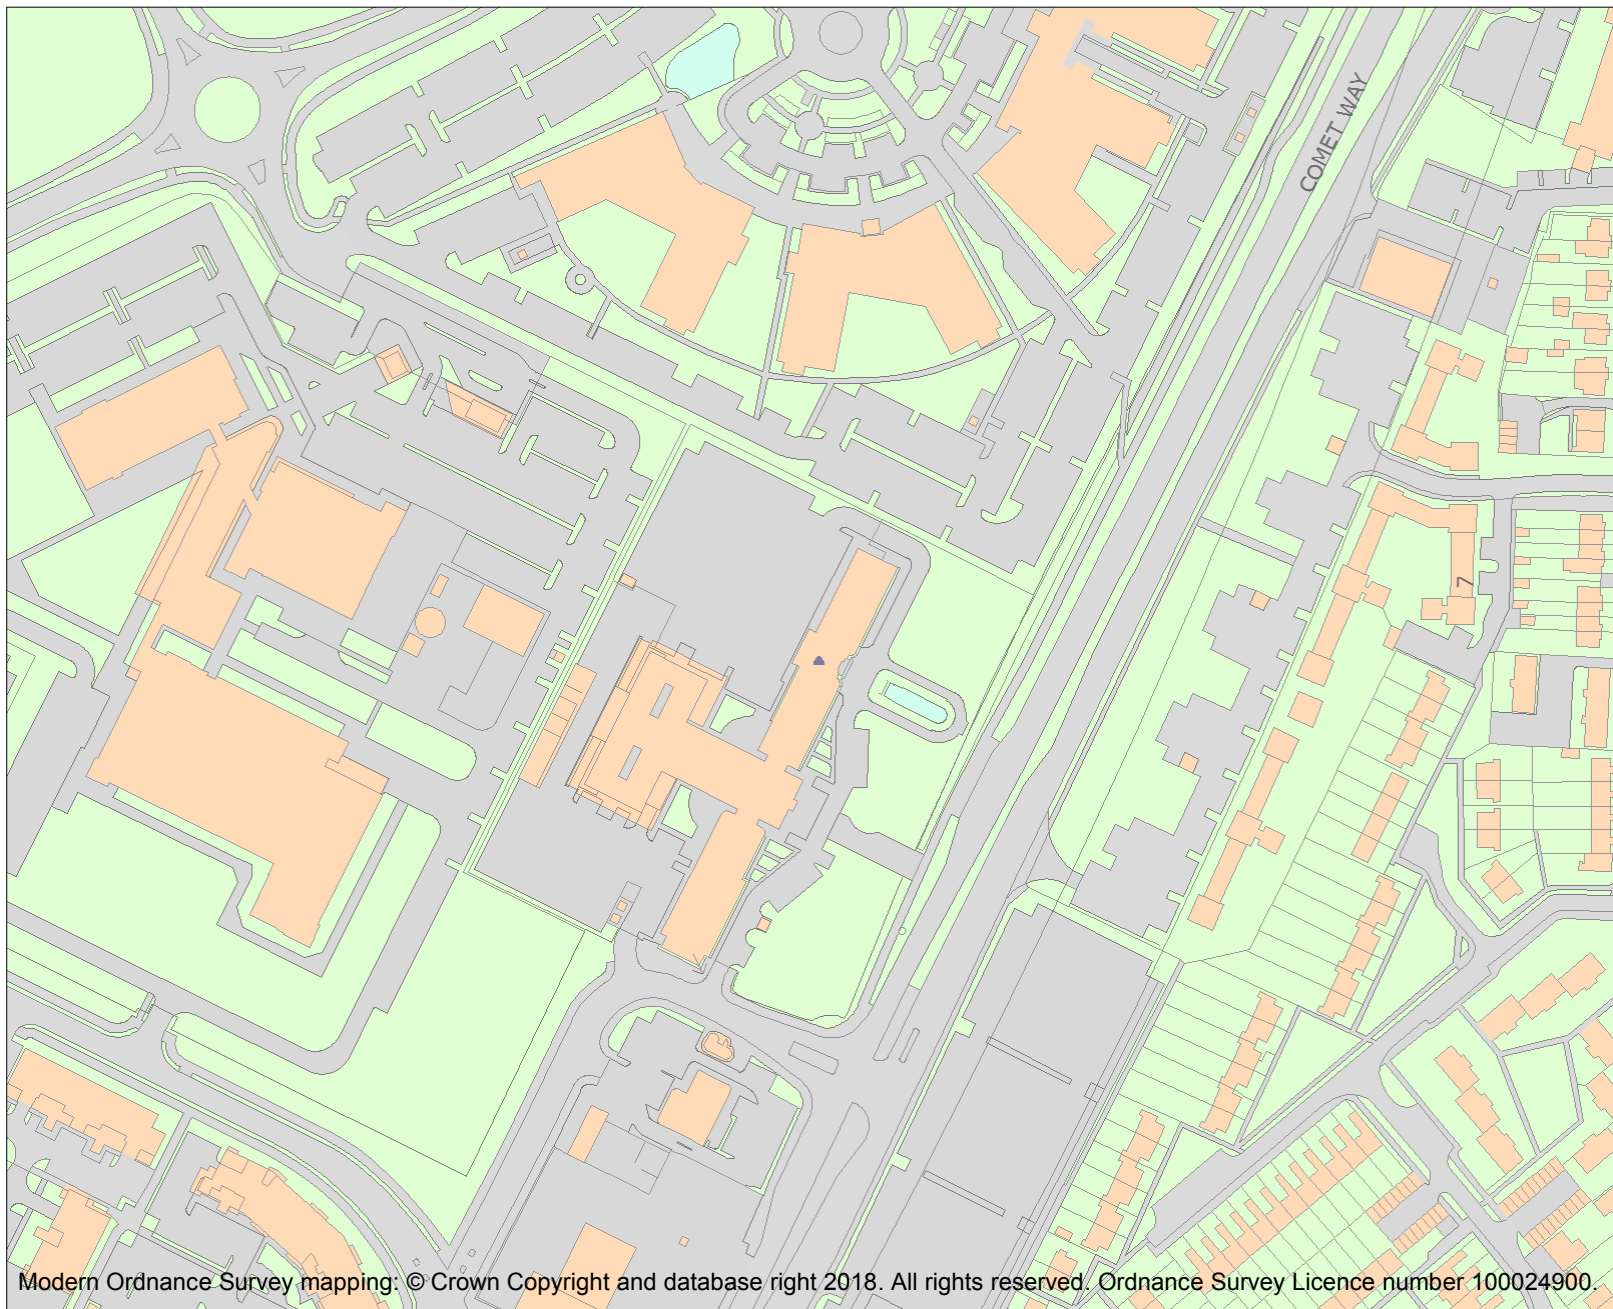 COMET WAY
7
Modern Ordnance Survey mapping: © Crown Copyright and database right 2018. All rights reserved. Ordnance Survey Licence number 100024900.